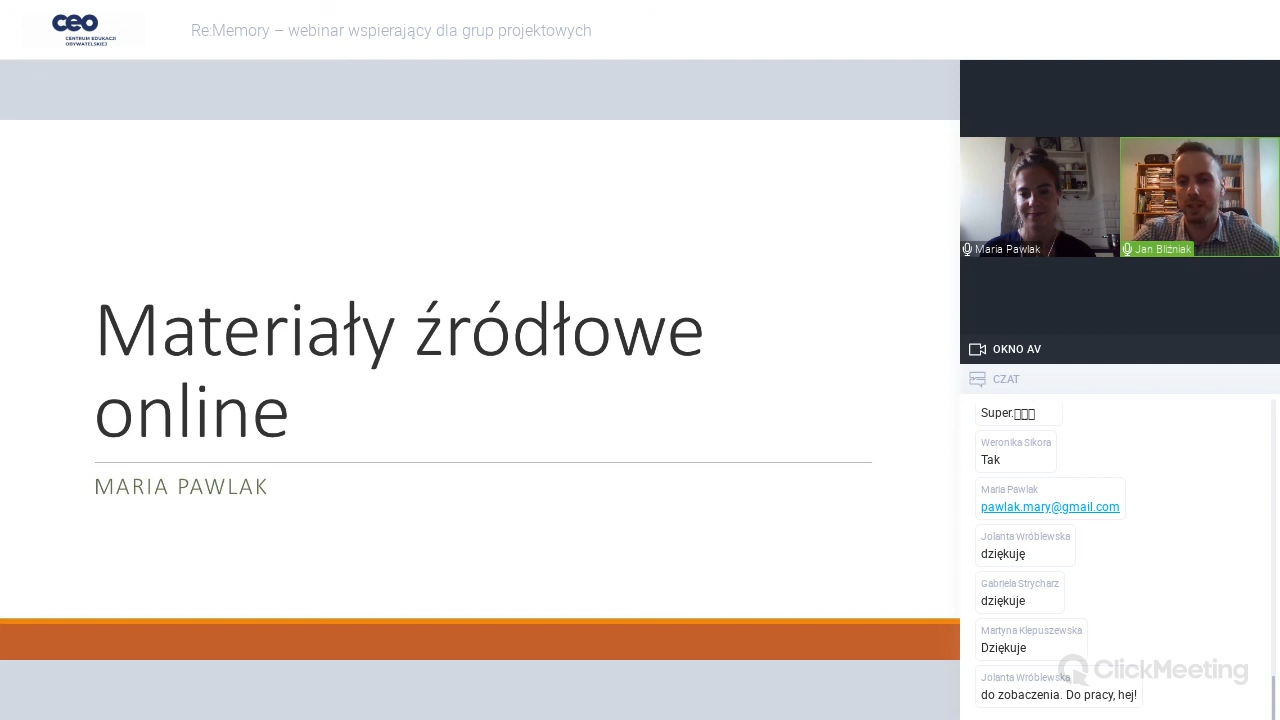 ceo
CENTRUM EDUKACJI
OBYWATELSKIEJ
Re:Memory – webinar wspierający dla grup projektowych
Materiały źródłowe
online
MARIA PAWLAK
Maria Pawlak
Jan Bliźniak
OKNO AV
CZAT
Super.
Weronika Sikora
Tak
Maria Pawlak
pawlak.mary@gmail.com
Jolanta Wróblewska
dziękuję
Gabriela Strycharz
dziękuje
Martyna Klepuszewska
Dziękuje
Jolanta Wróblewska
do zobaczenia. Do pracy, hej!
ClickMeeting